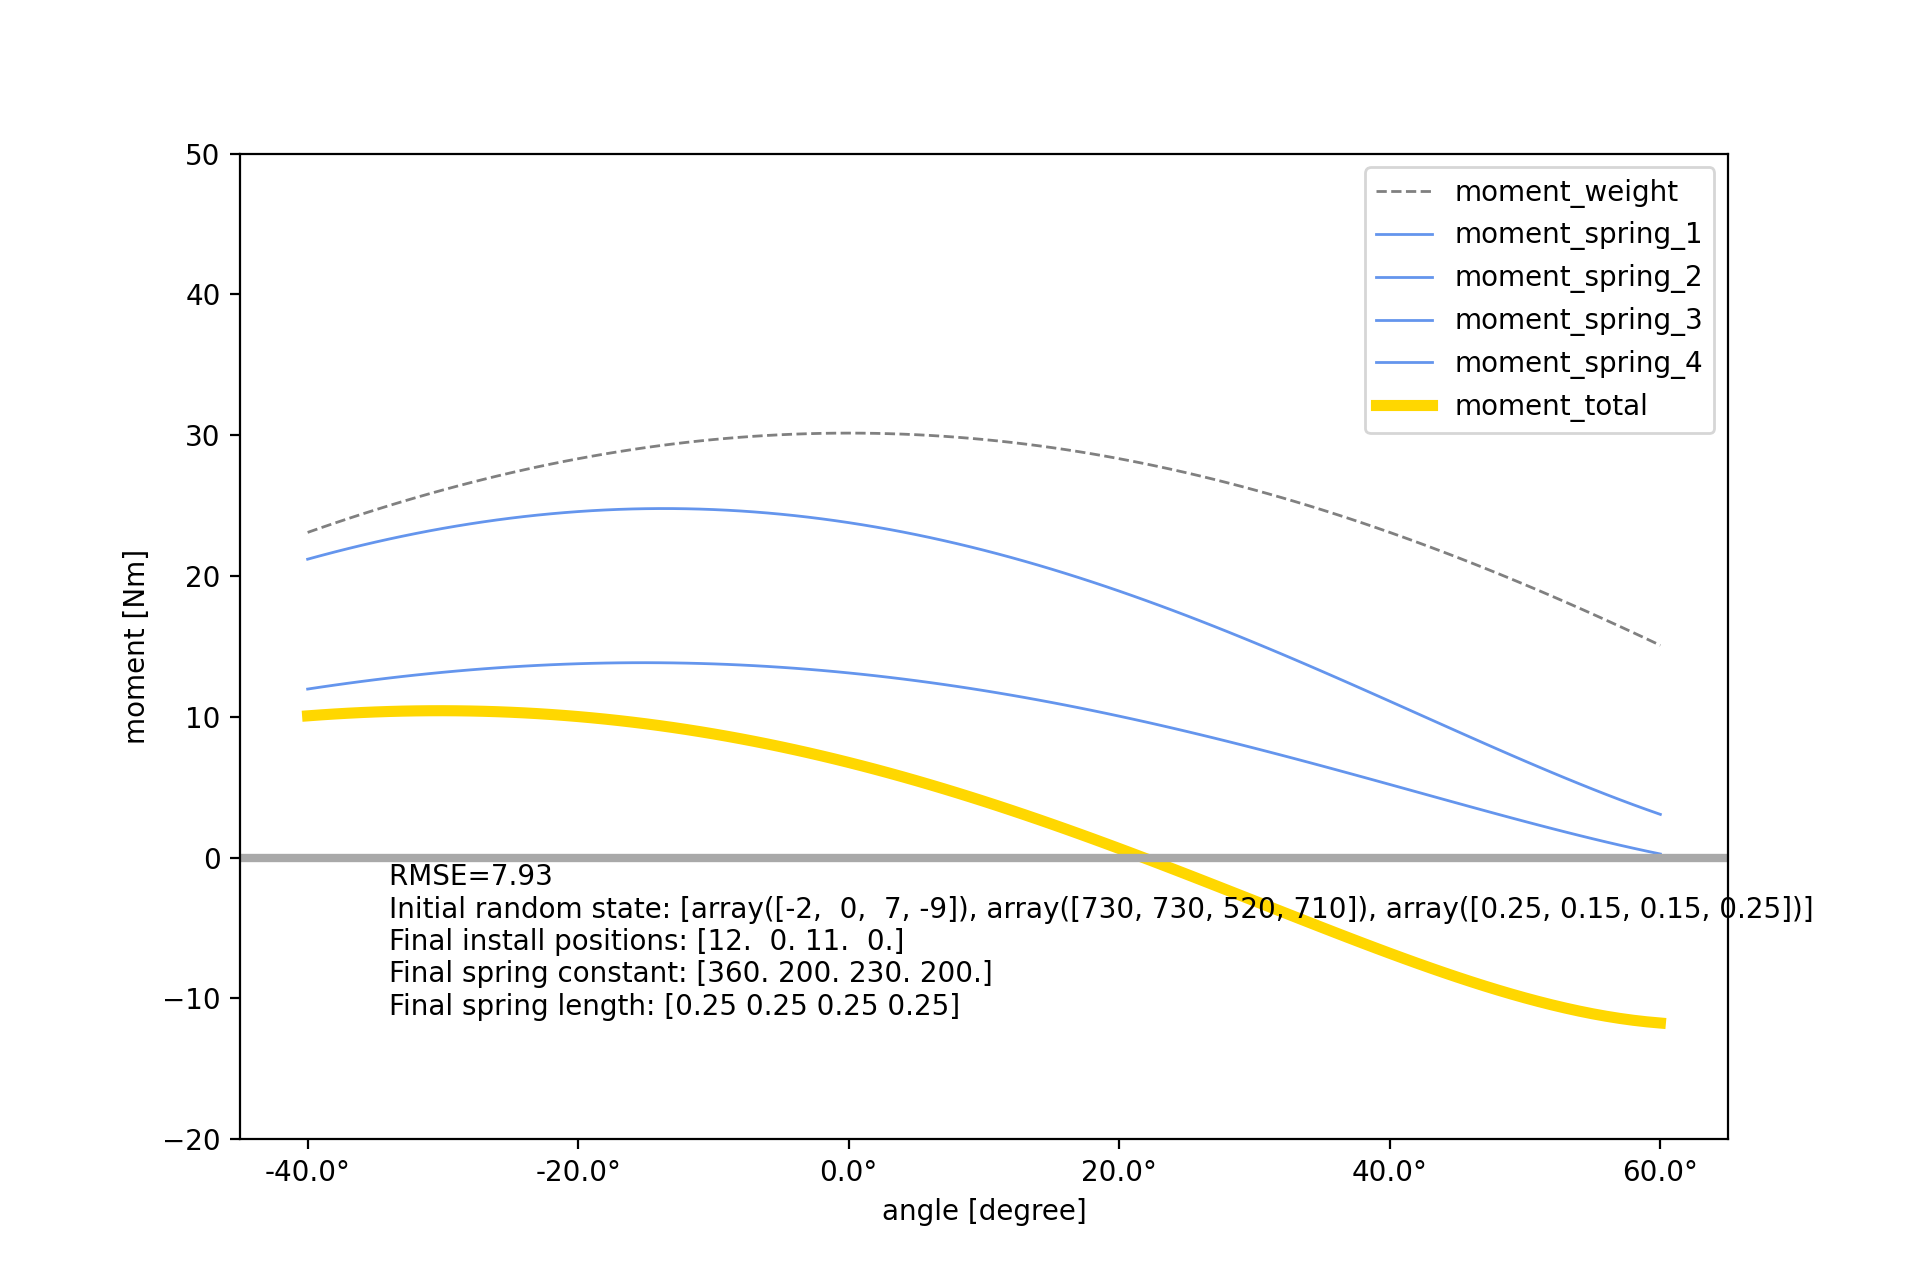 50
40
30
20
10
0
−10
−20
moment [Nm]
moment_weight
moment_spring_1
moment_spring_2
moment_spring_3
moment_spring_4
moment_total
RMSE=7.93
Initial random state: [array([-2,  0,  7, -9]), array([730, 730, 520, 710]), array([0.25, 0.15, 0.15, 0.25])]
Final install positions: [12.  0. 11.  0.]
Final spring constant: [360. 200. 230. 200.]
Final spring length: [0.25 0.25 0.25 0.25]
-40.0° -20.0° 0.0° 20.0° 40.0° 60.0°
angle [degree]